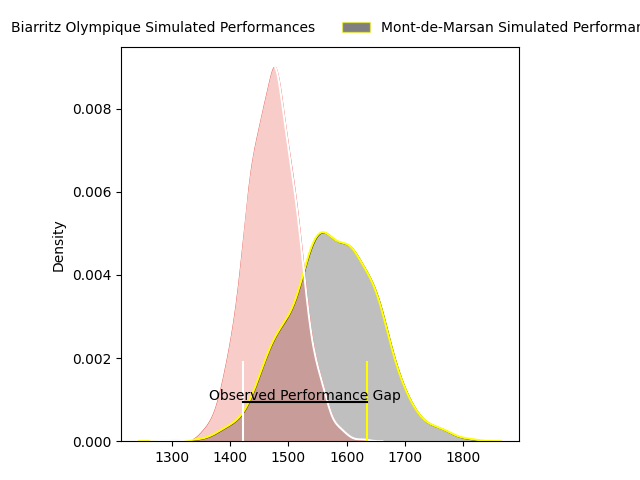 Biarritz Olympique Simulated Performances
Mont-de-Marsan Simulated
Density
0.008
0.006
0.004
0.002
0.000
Observed Performance Gap
1300 1400 1500 1600 1700 1800